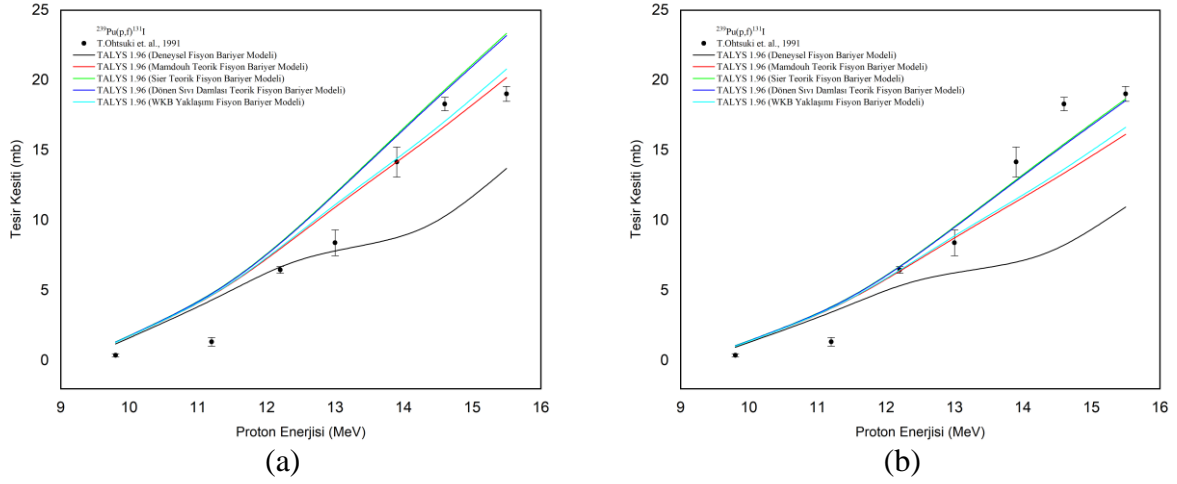 25
20
15
10
5
0
Tesir Kesiti (mb)
²³⁹Pu(p,f)¹³¹I
T.Ohtsuki et. al., 1991
TALYS 1.96 (Deneysel Fisyon Bariyer Modeli)
TALYS 1.96 (Mamdouh Teorik Fisyon Bariyer Modeli)
TALYS 1.96 (Sier Teorik Fisyon Bariyer Modeli)
TALYS 1.96 (Dönen Sıvı Damlası Teorik Fisyon Bariyer Modeli)
TALYS 1.96 (WKB Yaklaşımı Fisyon Bariyer Modeli)
9 10 11 12 13 14 15 16
Proton Enerjisi (MeV)
(a)
25
20
15
10
5
0
Tesir Kesiti (mb)
²³⁹Pu(p,f)¹³¹I
T.Ohtsuki et. al., 1991
TALYS 1.96 (Deneysel Fisyon Bariyer Modeli)
TALYS 1.96 (Mamdouh Teorik Fisyon Bariyer Modeli)
TALYS 1.96 (Sier Teorik Fisyon Bariyer Modeli)
TALYS 1.96 (Dönen Sıvı Damlası Teorik Fisyon Bariyer Modeli)
TALYS 1.96 (WKB Yaklaşımı Fisyon Bariyer Modeli)
9 10 11 12 13 14 15 16
Proton Enerjisi (MeV)
(b)